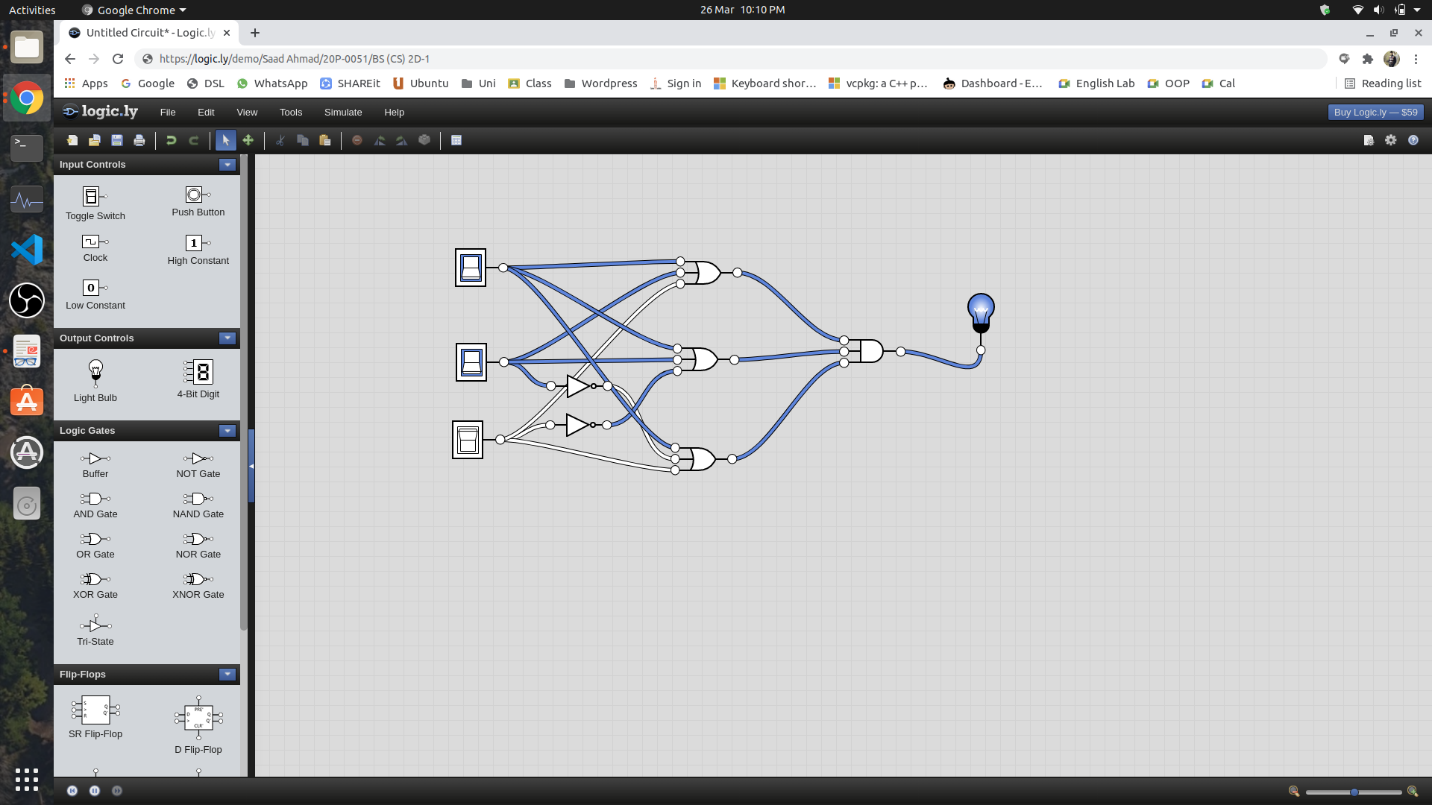 Activities Google Chrome 26 Mar 10:10 PM
Untitled Circuit* - Logic.ly
https://logic.ly/demo/Saad Ahmad/20P-0051/BS (CS) 2D-1
Apps Google DSL WhatsApp SHAREit Ubuntu Uni Class Wordpress Sign in Keyboard shor... vcpkg: a C++ p... Dashboard - E... English Lab OOP Cal Reading list
logic.ly File Edit View Tools Simulate Help Buy Logic.ly — $59
Input Controls
Toggle Switch Push Button
Clock High Constant
1
0
Low Constant
Output Controls
Light Bulb 4-Bit Digit
8
Logic Gates
Buffer NOT Gate
AND Gate NAND Gate
OR Gate NOR Gate
XOR Gate XNOR Gate
Tri-State
Flip-Flops
SR Flip-Flop D Flip-Flop